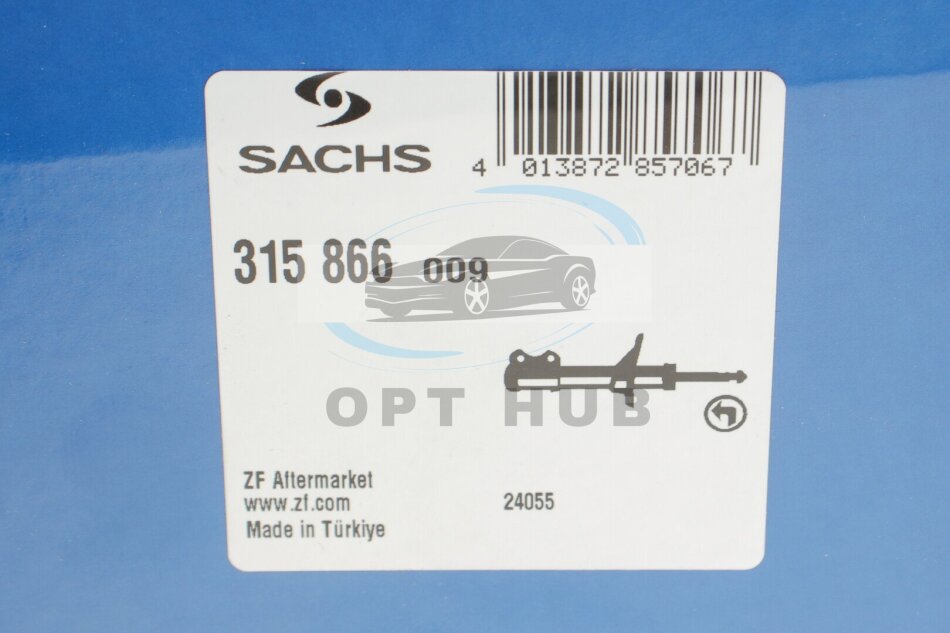 SACHS
4 013872 857067
315 866 009
OPT HUB
ZF Aftermarket
www.zf.com
24055
Made in Türkiye